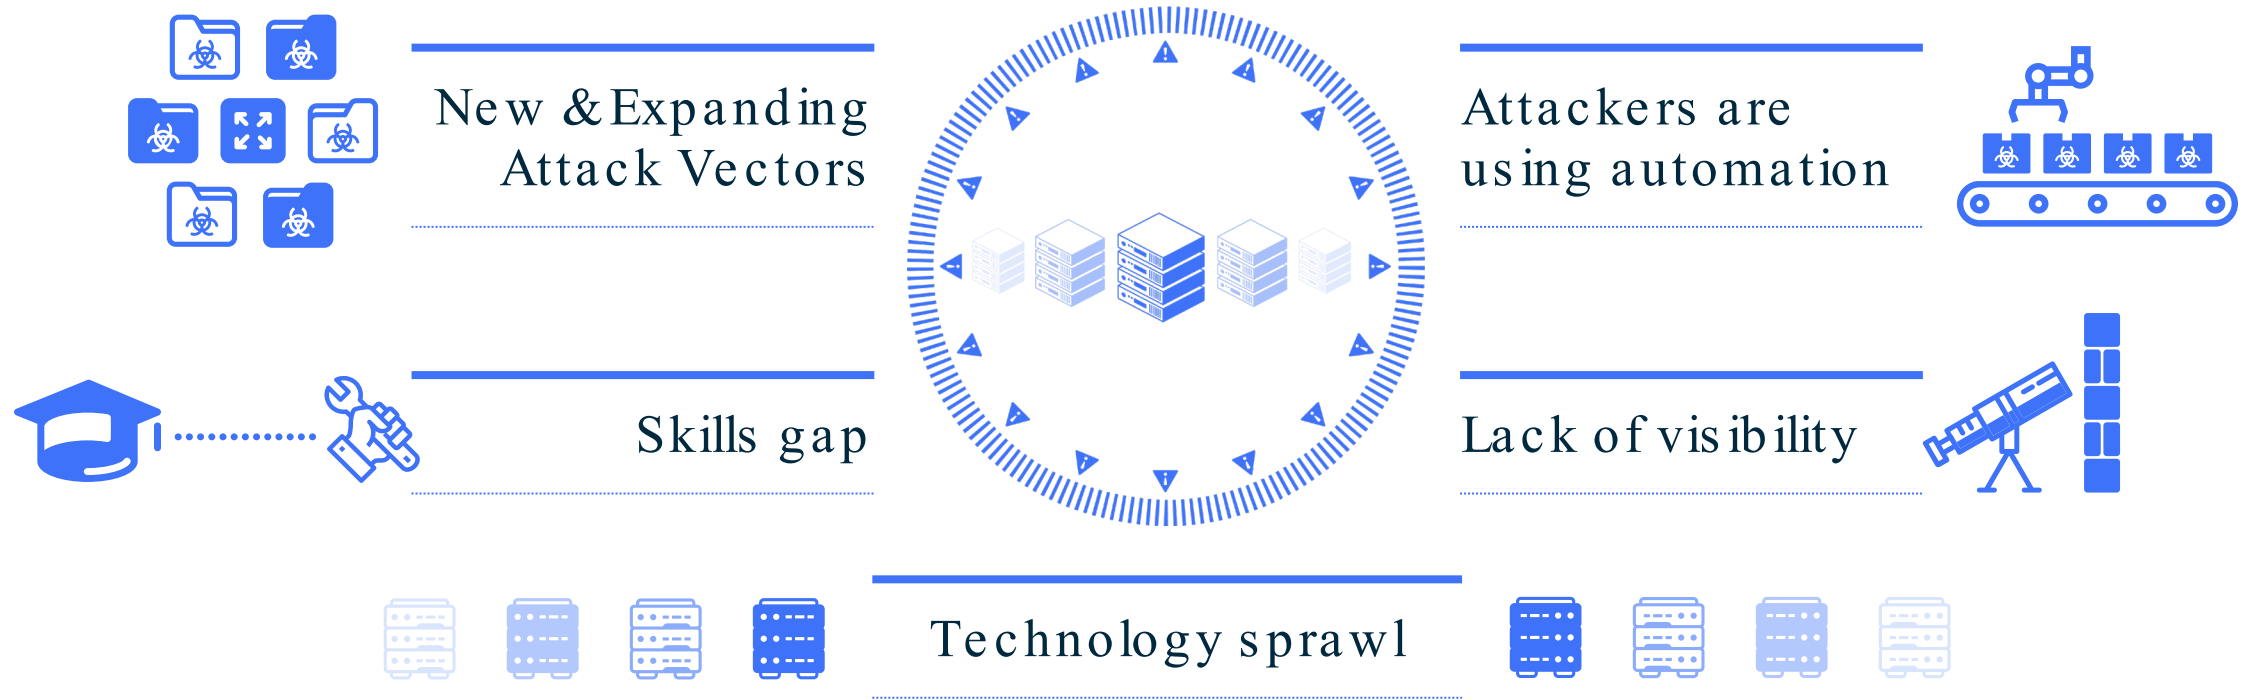 New & Expanding
Attack Vectors
Attackers are
using automation
Skills gap
Lack of visibility
Technology sprawl